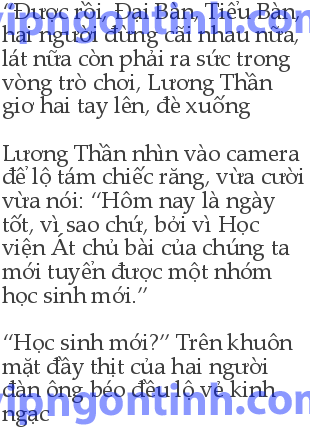 “Được rồi, Đại Bàn, Tiểu Bàn,
hai người đừng cãi nhau nữa,
lát nữa còn phải ra sức trong
vòng trò chơi, Lương Thần
giơ hai tay lên, đè xuống
Lương Thần nhìn vào camera
để lộ tám chiếc răng, vừa cười
vừa nói: “Hôm nay là ngày
tốt, vì sao chứ, bởi vì Học
viện Át chủ bài của chúng ta
mới tuyển được một nhóm
học sinh mới.”
“Học sinh mới?” Trên khuôn
mặt đầy thịt của hai người
đàn ông béo đều lộ vẻ kinh
ngạc
vipngontinh.com
vipngontinh.com